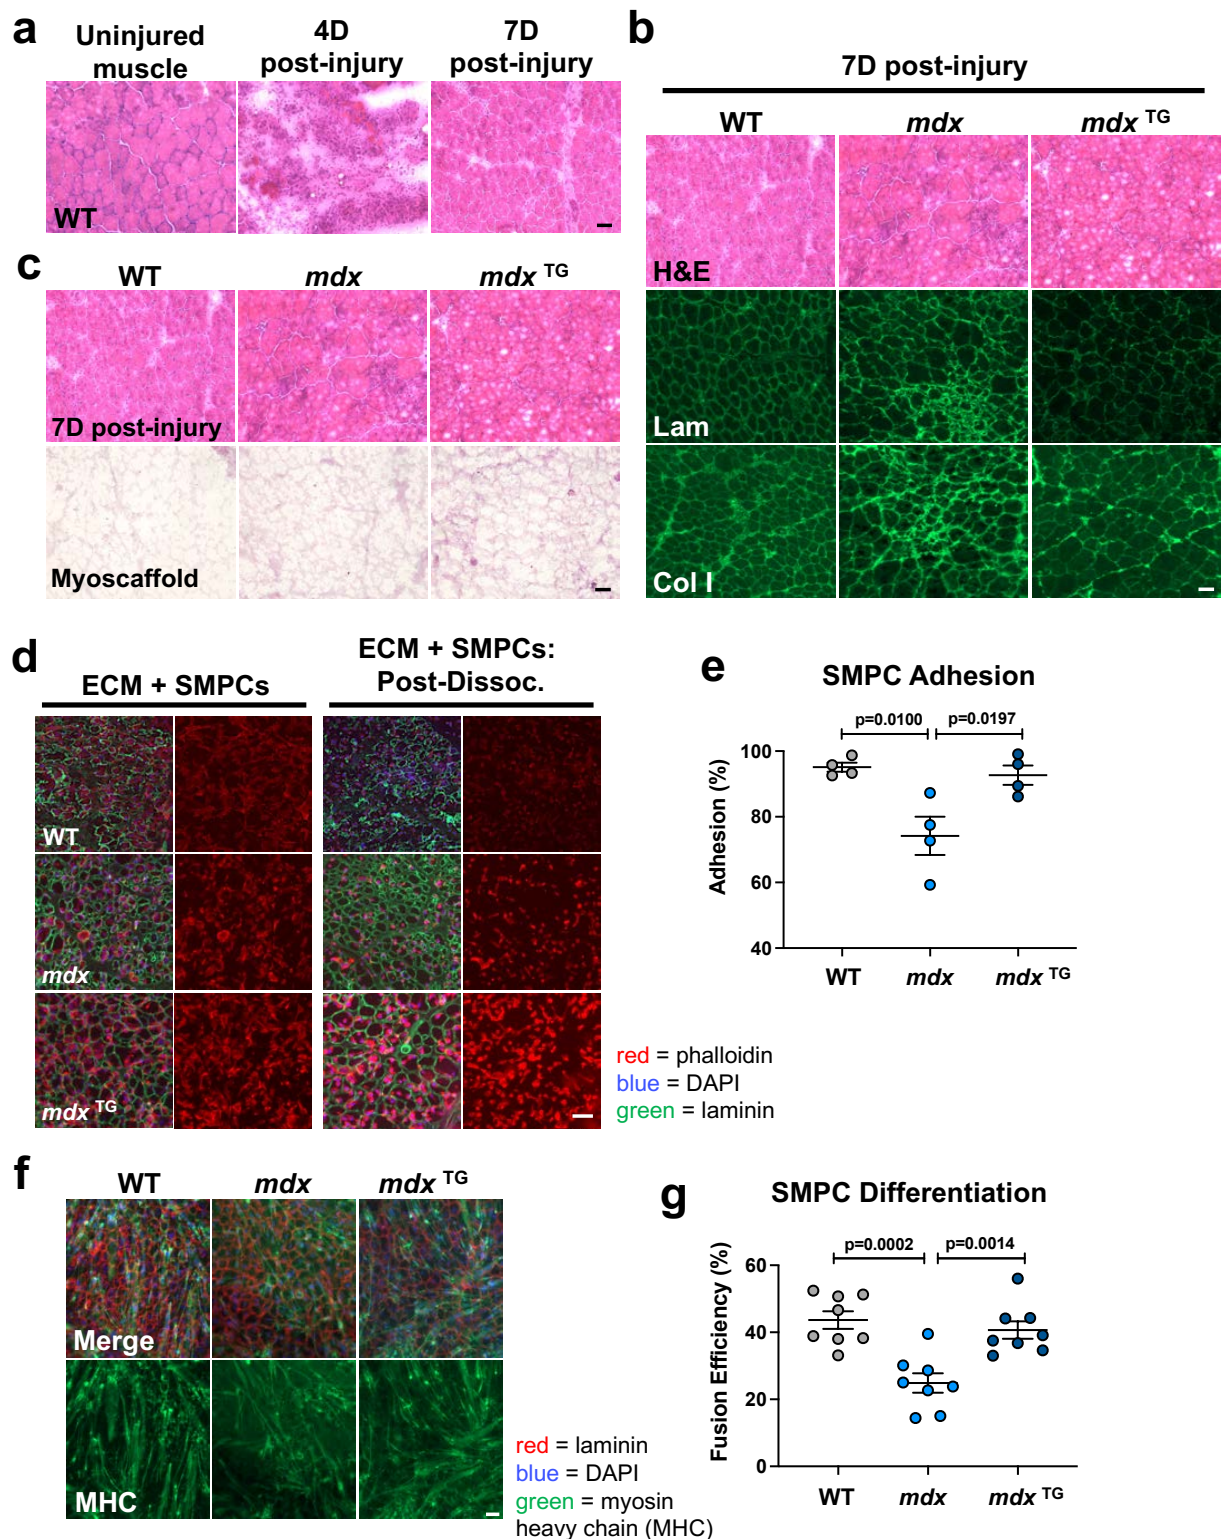 a
Uninjured
muscle
4D
post-injury
7D
post-injury
WT
b
7D post-injury
WT
mdx
mdx TG
H&E
Lam
Col I
c
WT
mdx
mdx TG
7D post-injury
Myoscaffold
d
ECM + SMPCs
ECM + SMPCs:
Post-Dissoc.
WT
mdx
mdx TG
red = phalloidin
blue = DAPI
green = laminin
e
SMPC Adhesion
p=0.0100
p=0.0197
Adhesion (%)
100
80
60
40
WT
mdx
mdx TG
f
WT
mdx
mdx TG
Merge
MHC
red = laminin
blue = DAPI
green = myosin
heavy chain (MHC)
g
SMPC Differentiation
p=0.0002
p=0.0014
Fusion Efficiency (%)
60
40
20
0
WT
mdx
mdx TG